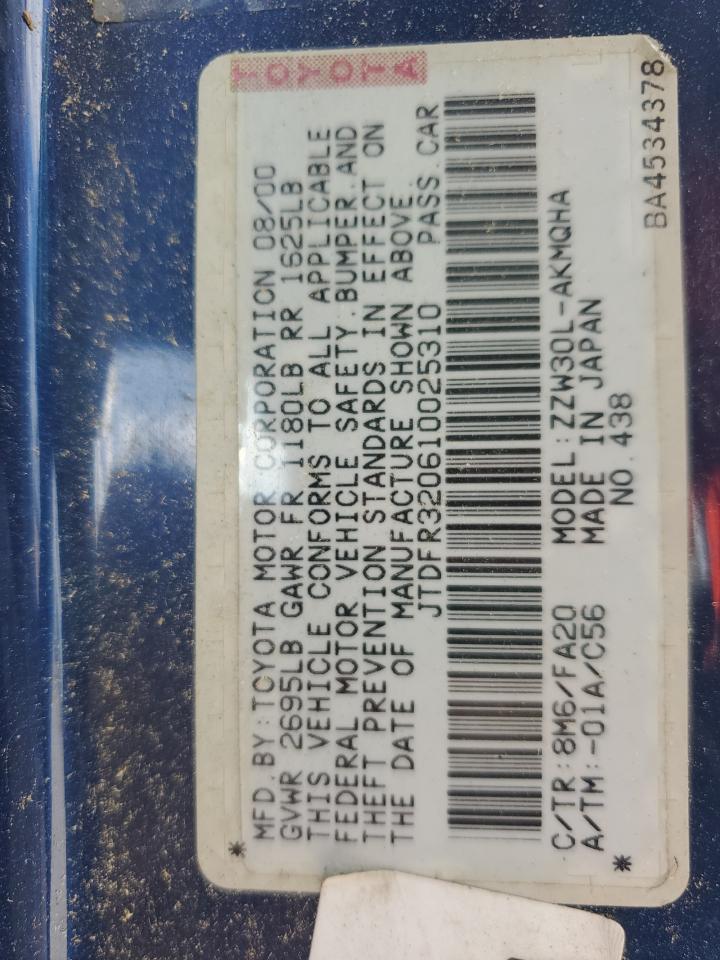 TOYOTA
MFD.BY:TOYOTA MOTOR CORPORATION 08/00
GVWR 2695LB GAWR FR 1180LB RR 1625LB
THIS VEHICLE CONFORMS TO ALL APPLICABLE
FEDERAL MOTOR VEHICLE SAFETY.BUMPER.AND
THEFT PREVENTION STANDARDS IN EFFECT ON
THE DATE OF MANUFACTURE SHOWN ABOVE
JTDFR320610025310 PASS.CAR
C/TR:8M6/FA20 MODEL:ZZW30L-AKMQHA
A/TM:-01A/C56 MADE IN JAPAN
NO.438
BA4534378